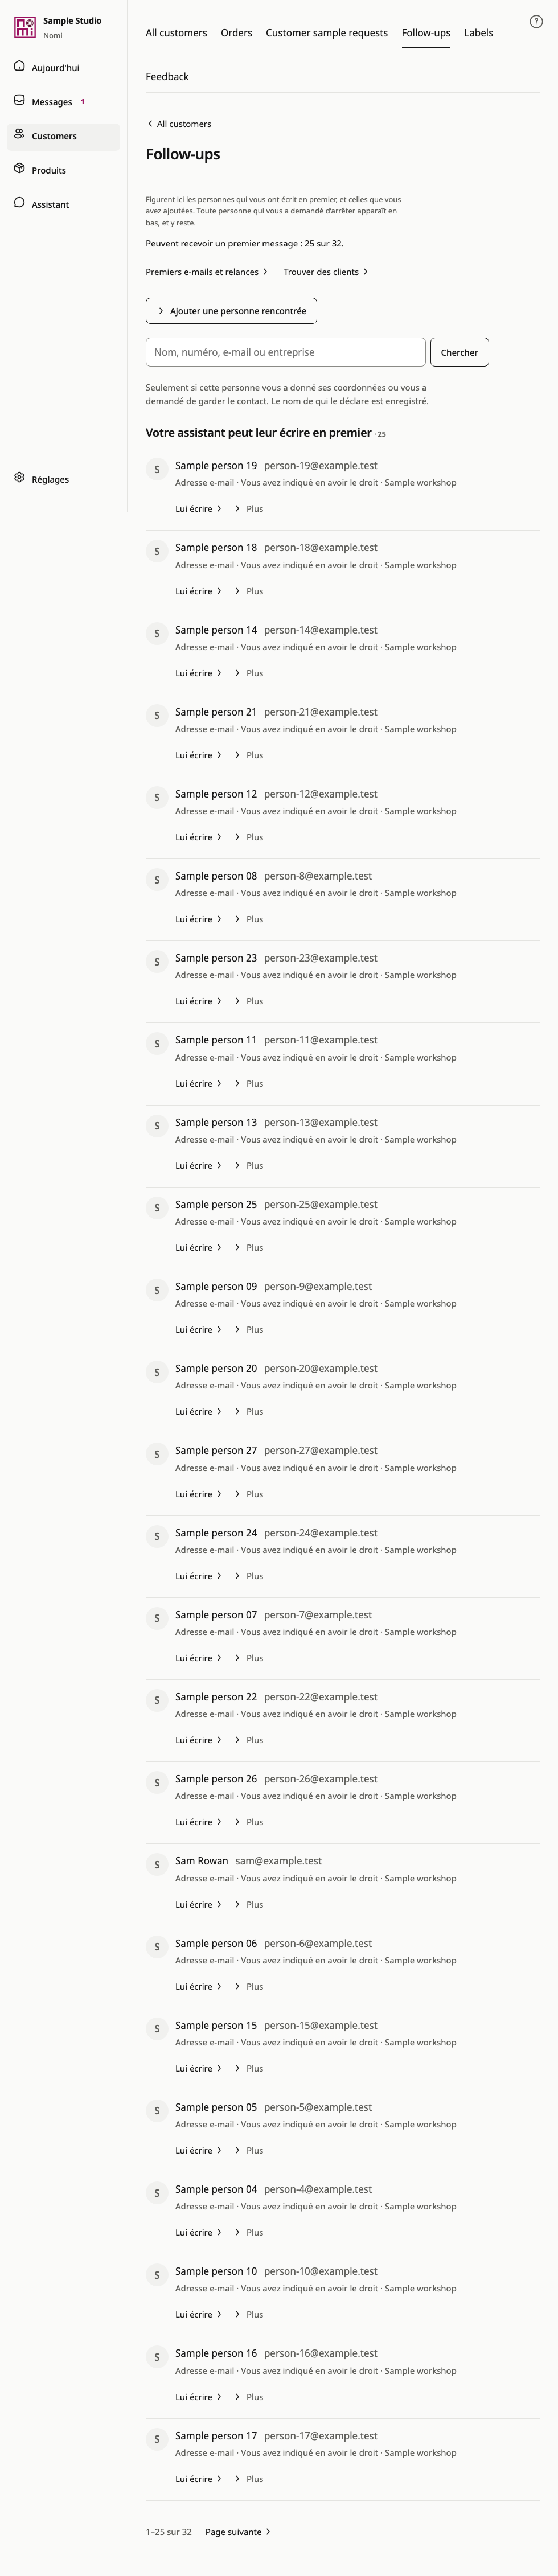 nomi
Sample Studio
Nomi
Aujourd'hui
Messages 1
Customers
Produits
Assistant
Réglages
All customers Orders Customer sample requests Follow-ups Labels
Feedback
All customers
Follow-ups
Figurent ici les personnes qui vous ont écrit en premier, et celles que vous
avez ajoutées. Toute personne qui vous a demandé d'arrêter apparaît en
bas, et y reste.
Peuvent recevoir un premier message : 25 sur 32.
Premiers e-mails et relances Trouver des clients
Ajouter une personne rencontrée
Nom, numéro, e-mail ou entreprise Chercher
Seulement si cette personne vous a donné ses coordonnées ou vous a
demandé de garder le contact. Le nom de qui le déclare est enregistré.
Votre assistant peut leur écrire en premier · 25
S Sample person 19 person-19@example.test
Adresse e-mail · Vous avez indiqué en avoir le droit · Sample workshop
Lui écrire Plus
S Sample person 18 person-18@example.test
Adresse e-mail · Vous avez indiqué en avoir le droit · Sample workshop
Lui écrire Plus
S Sample person 14 person-14@example.test
Adresse e-mail · Vous avez indiqué en avoir le droit · Sample workshop
Lui écrire Plus
S Sample person 21 person-21@example.test
Adresse e-mail · Vous avez indiqué en avoir le droit · Sample workshop
Lui écrire Plus
S Sample person 12 person-12@example.test
Adresse e-mail · Vous avez indiqué en avoir le droit · Sample workshop
Lui écrire Plus
S Sample person 08 person-8@example.test
Adresse e-mail · Vous avez indiqué en avoir le droit · Sample workshop
Lui écrire Plus
S Sample person 23 person-23@example.test
Adresse e-mail · Vous avez indiqué en avoir le droit · Sample workshop
Lui écrire Plus
S Sample person 11 person-11@example.test
Adresse e-mail · Vous avez indiqué en avoir le droit · Sample workshop
Lui écrire Plus
S Sample person 13 person-13@example.test
Adresse e-mail · Vous avez indiqué en avoir le droit · Sample workshop
Lui écrire Plus
S Sample person 25 person-25@example.test
Adresse e-mail · Vous avez indiqué en avoir le droit · Sample workshop
Lui écrire Plus
S Sample person 09 person-9@example.test
Adresse e-mail · Vous avez indiqué en avoir le droit · Sample workshop
Lui écrire Plus
S Sample person 20 person-20@example.test
Adresse e-mail · Vous avez indiqué en avoir le droit · Sample workshop
Lui écrire Plus
S Sample person 27 person-27@example.test
Adresse e-mail · Vous avez indiqué en avoir le droit · Sample workshop
Lui écrire Plus
S Sample person 24 person-24@example.test
Adresse e-mail · Vous avez indiqué en avoir le droit · Sample workshop
Lui écrire Plus
S Sample person 07 person-7@example.test
Adresse e-mail · Vous avez indiqué en avoir le droit · Sample workshop
Lui écrire Plus
S Sample person 22 person-22@example.test
Adresse e-mail · Vous avez indiqué en avoir le droit · Sample workshop
Lui écrire Plus
S Sample person 26 person-26@example.test
Adresse e-mail · Vous avez indiqué en avoir le droit · Sample workshop
Lui écrire Plus
S Sam Rowan sam@example.test
Adresse e-mail · Vous avez indiqué en avoir le droit · Sample workshop
Lui écrire Plus
S Sample person 06 person-6@example.test
Adresse e-mail · Vous avez indiqué en avoir le droit · Sample workshop
Lui écrire Plus
S Sample person 15 person-15@example.test
Adresse e-mail · Vous avez indiqué en avoir le droit · Sample workshop
Lui écrire Plus
S Sample person 05 person-5@example.test
Adresse e-mail · Vous avez indiqué en avoir le droit · Sample workshop
Lui écrire Plus
S Sample person 04 person-4@example.test
Adresse e-mail · Vous avez indiqué en avoir le droit · Sample workshop
Lui écrire Plus
S Sample person 10 person-10@example.test
Adresse e-mail · Vous avez indiqué en avoir le droit · Sample workshop
Lui écrire Plus
S Sample person 16 person-16@example.test
Adresse e-mail · Vous avez indiqué en avoir le droit · Sample workshop
Lui écrire Plus
S Sample person 17 person-17@example.test
Adresse e-mail · Vous avez indiqué en avoir le droit · Sample workshop
Lui écrire Plus
1–25 sur 32 Page suivante